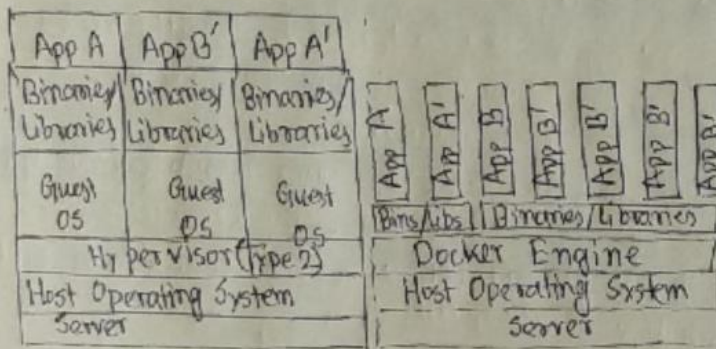 App A App B' App A'
Binaries/ Binaries/ Binaries/
Libraries Libraries Libraries
Guest Guest Guest
OS OS OS
Hypervisor (Type 2)
Host Operating System
Server
App A App A' App B App B' App B' App B'
Bins/Libs Binaries/Libraries
Docker Engine
Host Operating System
Server